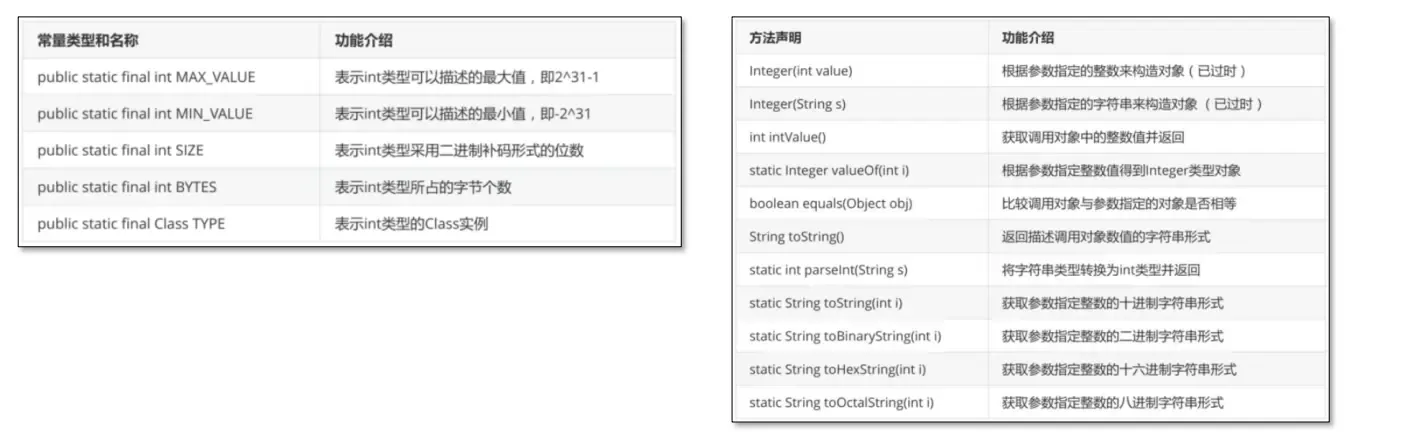 常量类型和名称 功能介绍
public static final int MAX_VALUE 表示int类型可以描述的最大值，即2^31-1
public static final int MIN_VALUE 表示int类型可以描述的最小值，即-2^31
public static final int SIZE 表示int类型采用二进制补码形式的位数
public static final int BYTES 表示int类型所占的字节个数
public static final Class TYPE 表示int类型的Class实例
方法声明 功能介绍
Integer(int value) 根据参数指定的整数来构造对象（已过时）
Integer(String s) 根据参数指定的字符串来构造对象 （已过时）
int intValue() 获取调用对象中的整数值并返回
static Integer valueOf(int i) 根据参数指定整数值得到Integer类型对象
boolean equals(Object obj) 比较调用对象与参数指定的对象是否相等
String toString() 返回描述调用对象数值的字符串形式
static int parseInt(String s) 将字符串类型转换为int类型并返回
static String toString(int i) 获取参数指定整数的十进制字符串形式
static String toBinaryString(int i) 获取参数指定整数的二进制字符串形式
static String toHexString(int i) 获取参数指定整数的十六进制字符串形式
static String toOctalString(int i) 获取参数指定整数的八进制字符串形式